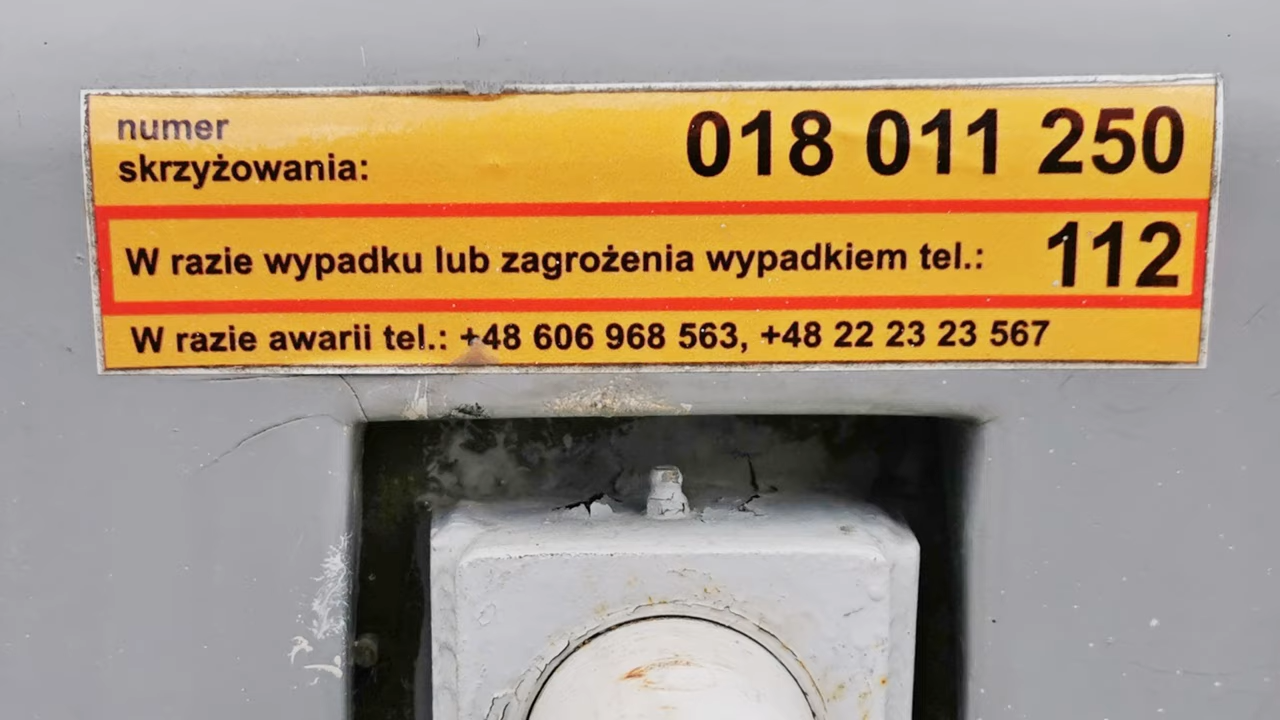 numer
skrzyżowania:
018 011 250
W razie wypadku lub zagrożenia wypadkiem tel.: 112
W razie awarii tel.: +48 606 968 563, +48 22 23 23 567